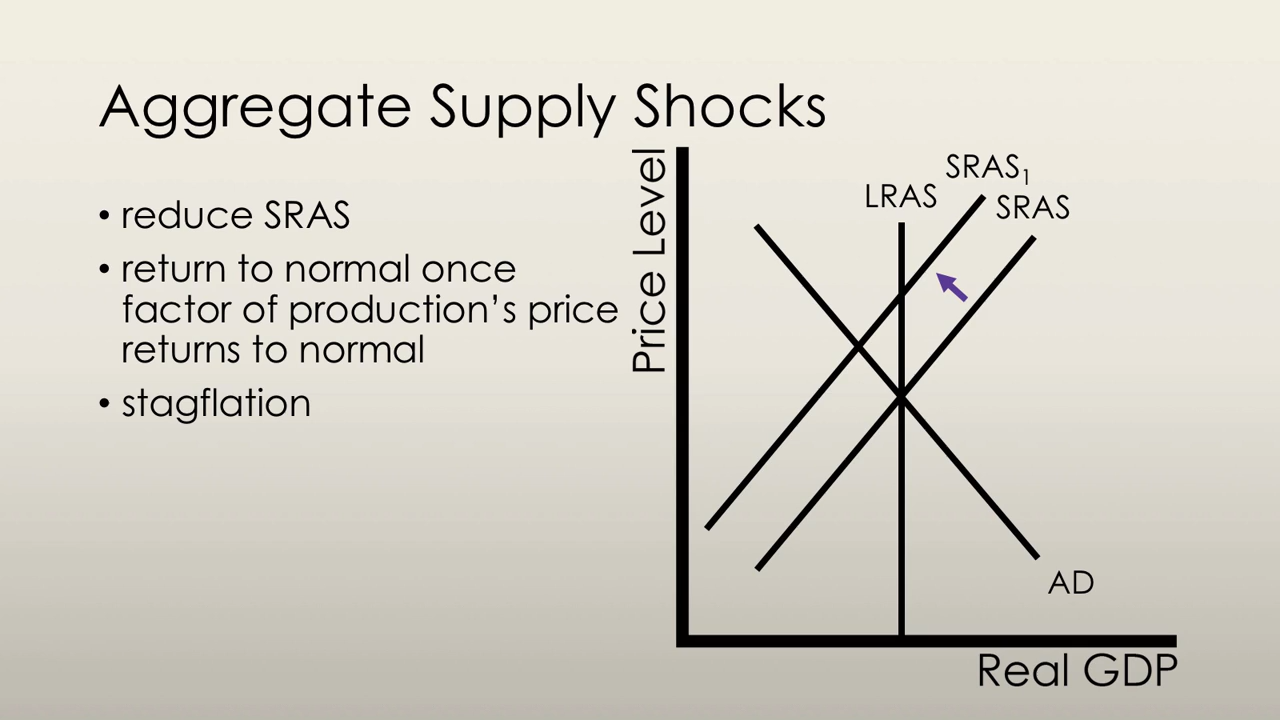 Aggregate Supply Shocks
• reduce SRAS
• return to normal once
factor of production’s price
returns to normal
• stagflation
Price Level
LRAS
SRAS₁
SRAS
AD
Real GDP